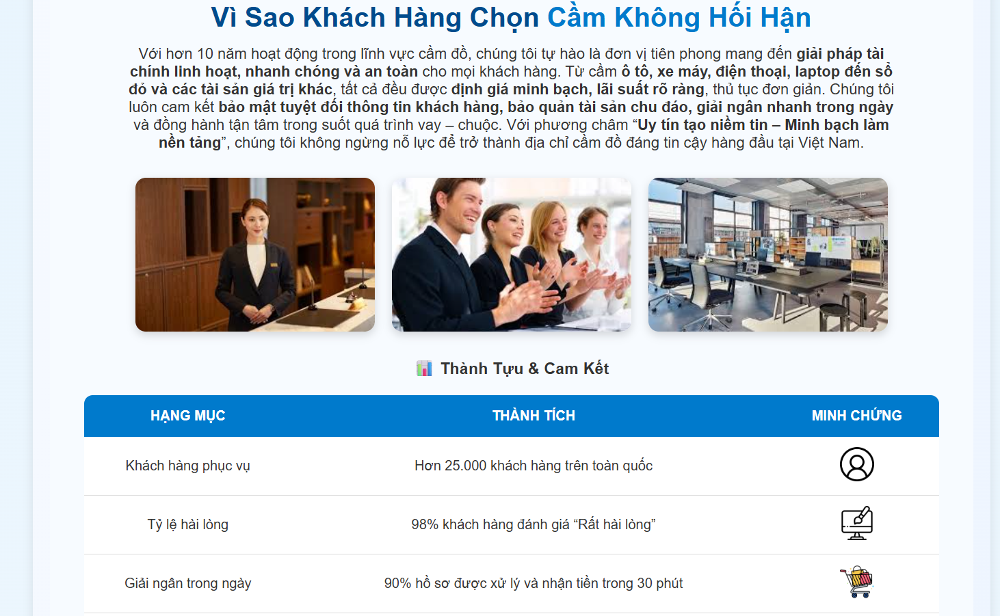 Vì Sao Khách Hàng Chọn Cầm Không Hối Hận
Với hơn 10 năm hoạt động trong lĩnh vực cầm đồ, chúng tôi tự hào là đơn vị tiên phong mang đến giải pháp tài
chính linh hoạt, nhanh chóng và an toàn cho mọi khách hàng. Từ cầm ô tô, xe máy, điện thoại, laptop đến sổ
đỏ và các tài sản giá trị khác, tất cả đều được định giá minh bạch, lãi suất rõ ràng, thủ tục đơn giản. Chúng tôi
luôn cam kết bảo mật tuyệt đối thông tin khách hàng, bảo quản tài sản chu đáo, giải ngân nhanh trong ngày
và đồng hành tận tâm trong suốt quá trình vay – chuộc. Với phương châm “Uy tín tạo niềm tin – Minh bạch làm
nền tảng”, chúng tôi không ngừng nỗ lực để trở thành địa chỉ cầm đồ đáng tin cậy hàng đầu tại Việt Nam.
Thành Tựu & Cam Kết
HẠNG MỤC THÀNH TÍCH MINH CHỨNG
Khách hàng phục vụ Hơn 25.000 khách hàng trên toàn quốc
Tỷ lệ hài lòng 98% khách hàng đánh giá “Rất hài lòng”
Giải ngân trong ngày 90% hồ sơ được xử lý và nhận tiền trong 30 phút